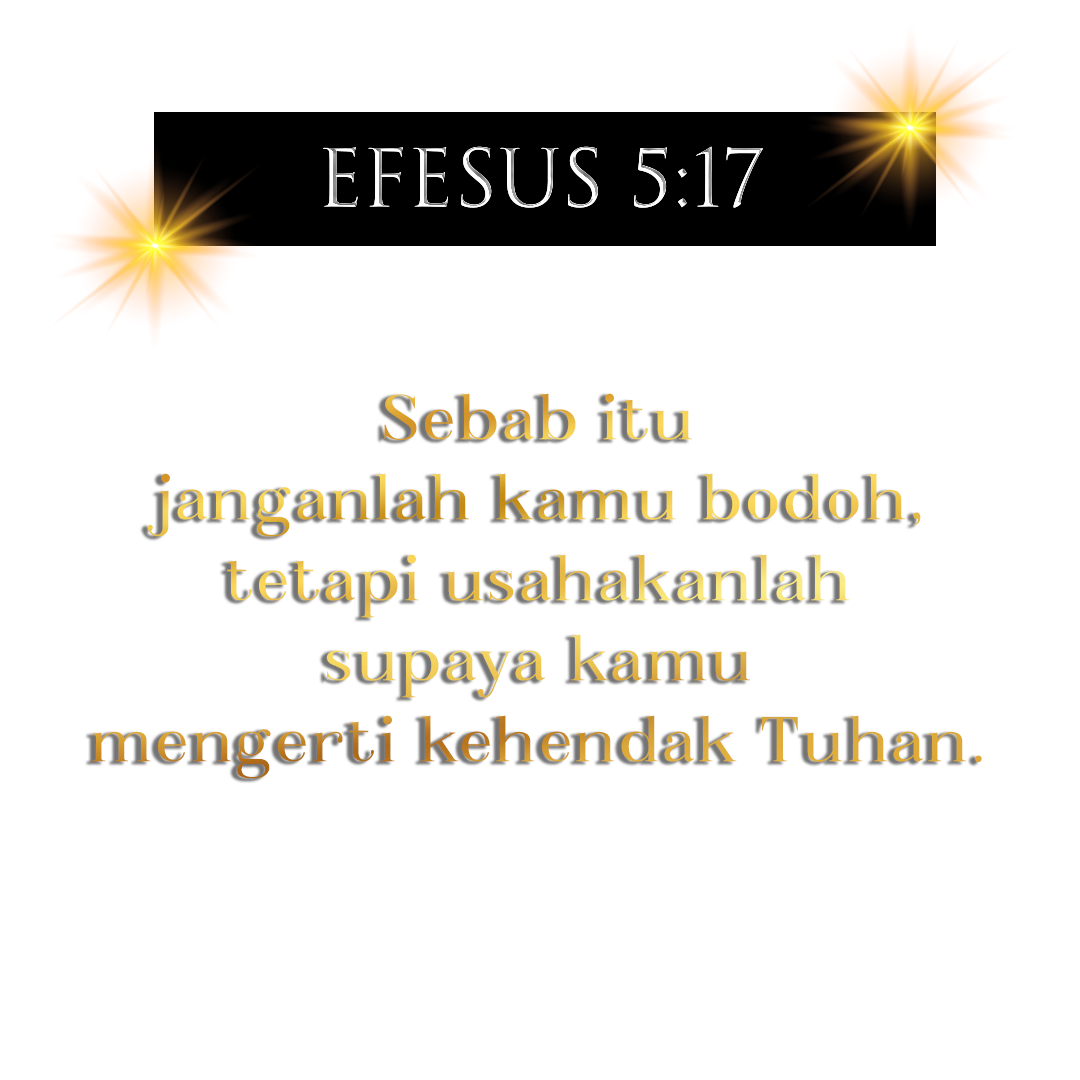 EFESUS 5:17
Sebab itu
janganlah kamu bodoh,
tetapi usahakanlah
supaya kamu
mengerti kehendak Tuhan.